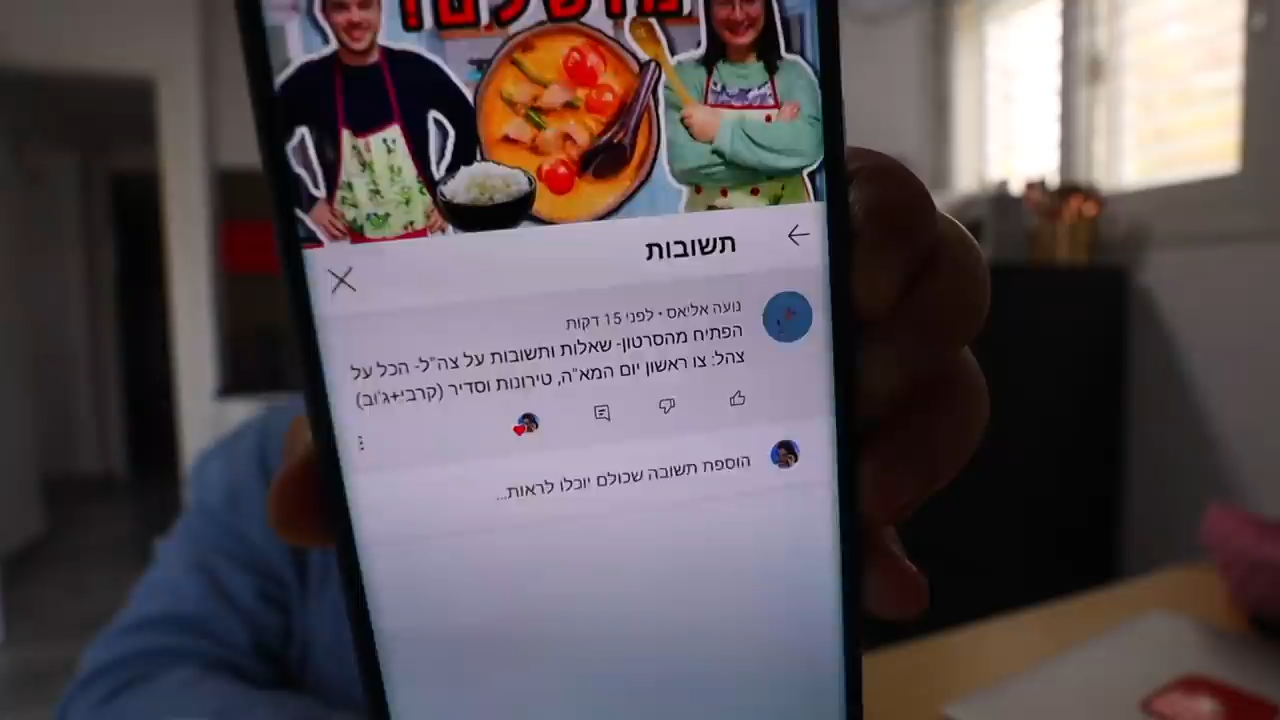 מושלם!
תשובות
נועה אליאס • לפני 15 דקות
הפתיח מהסרטון- שאלות ותשובות על צה"ל- הכל על
צהל: צו ראשון יום המא"ה, טירונות וסדיר (קרבי+ג'וב)
הוספת תשובה שכולם יוכלו לראות...